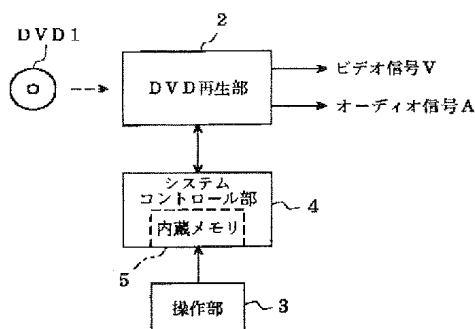 DVD1
2
DVD再生部
ビデオ信号V
オーディオ信号A
システム
コントロール部
4
内蔵メモリ
5
操作部
3